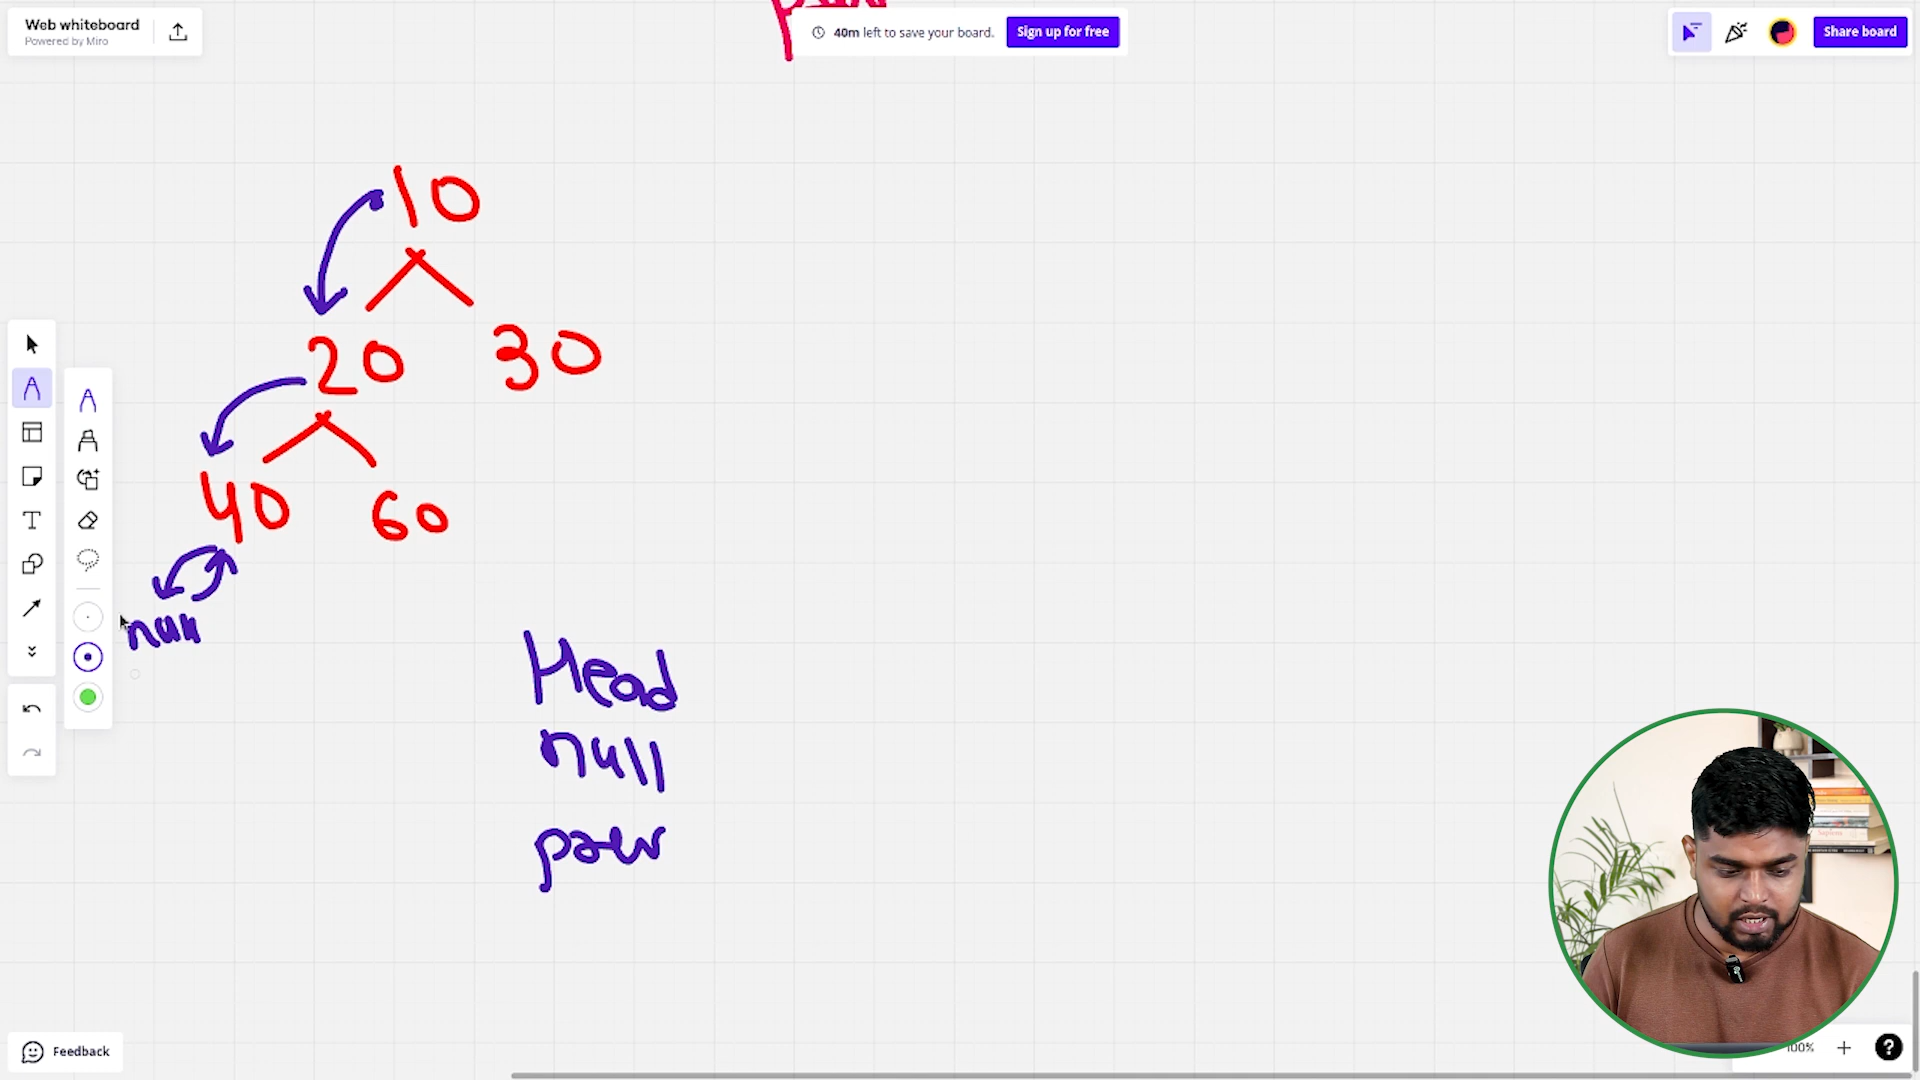 Web whiteboard
Powered by Miro
40m left to save your board.
Sign up for free
Share board
10
20 30
40 60
null
Head
null
prev
100%
Feedback